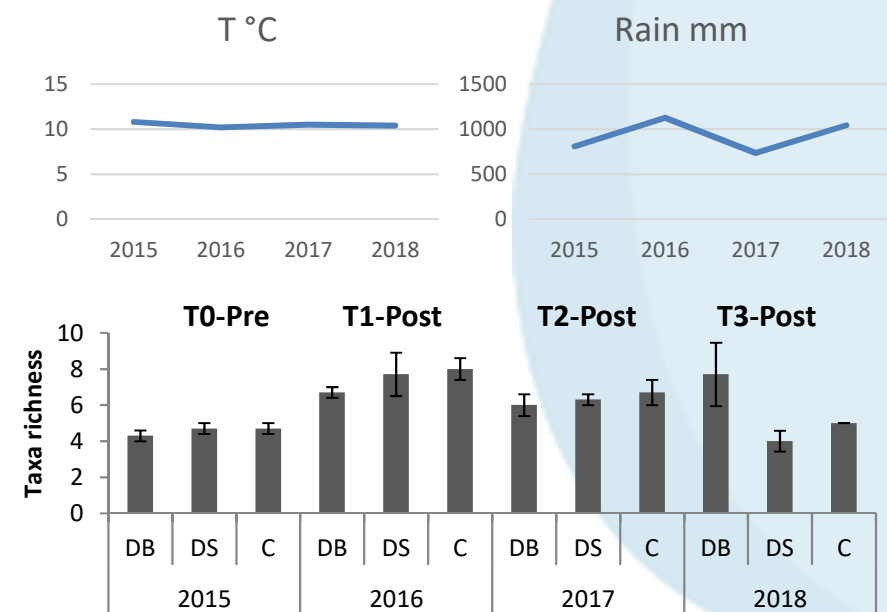 T °C
15
10
5
0
2015 2016 2017 2018
Rain mm
1500
1000
500
0
2015 2016 2017 2018
T0-Pre T1-Post T2-Post T3-Post
Taxa richness
10
8
6
4
2
0
DB DS C DB DS C DB DS C DB DS C
2015 2016 2017 2018